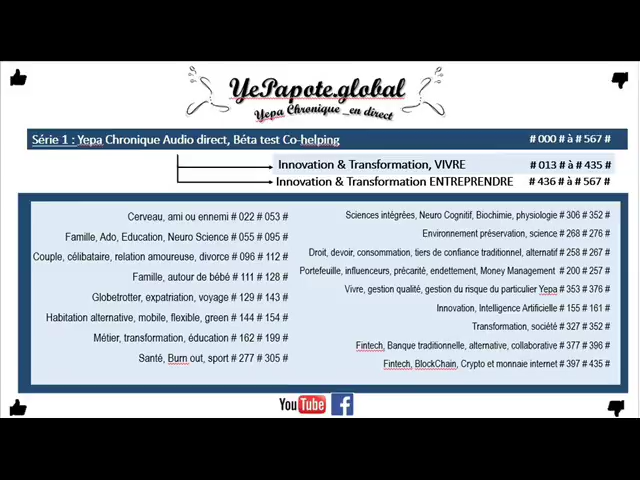 YePapote.global
Yepa Chronique _en direct
Série 1 : Yepa Chronique Audio direct, Béta test Co-helping # 000 # à # 567 #
Innovation & Transformation, VIVRE # 013 # à # 435 #
Innovation & Transformation ENTREPRENDRE # 436 # à # 567 #
Cerveau, ami ou ennemi # 022 # 053 #
Famille, Ado, Education, Neuro Science # 055 # 095 #
Couple, célibataire, relation amoureuse, divorce # 096 # 112 #
Famille, autour de bébé # 111 # 128 #
Globetrotter, expatriation, voyage # 129 # 143 #
Habitation alternative, mobile, flexible, green # 144 # 154 #
Métier, transformation, éducation # 162 # 199 #
Santé, Burn out, sport # 277 # 305 #
Sciences intégrées, Neuro Cognitif, Biochimie, physiologie # 306 # 352 #
Environnement préservation, science # 268 # 276 #
Droit, devoir, consommation, tiers de confiance traditionnel, alternatif # 258 # 267 #
Portefeuille, influenceurs, précarité, endettement, Money Management # 200 # 257 #
Vivre, gestion qualité, gestion du risque du particulier Yepa # 353 # 376 #
Innovation, Intelligence Artificielle # 155 # 161 #
Transformation, société # 327 # 352 #
Fintech, Banque traditionnelle, alternative, collaborative # 377 # 396 #
Fintech, BlockChain, Crypto et monnaie internet # 397 # 435 #
YouTube f